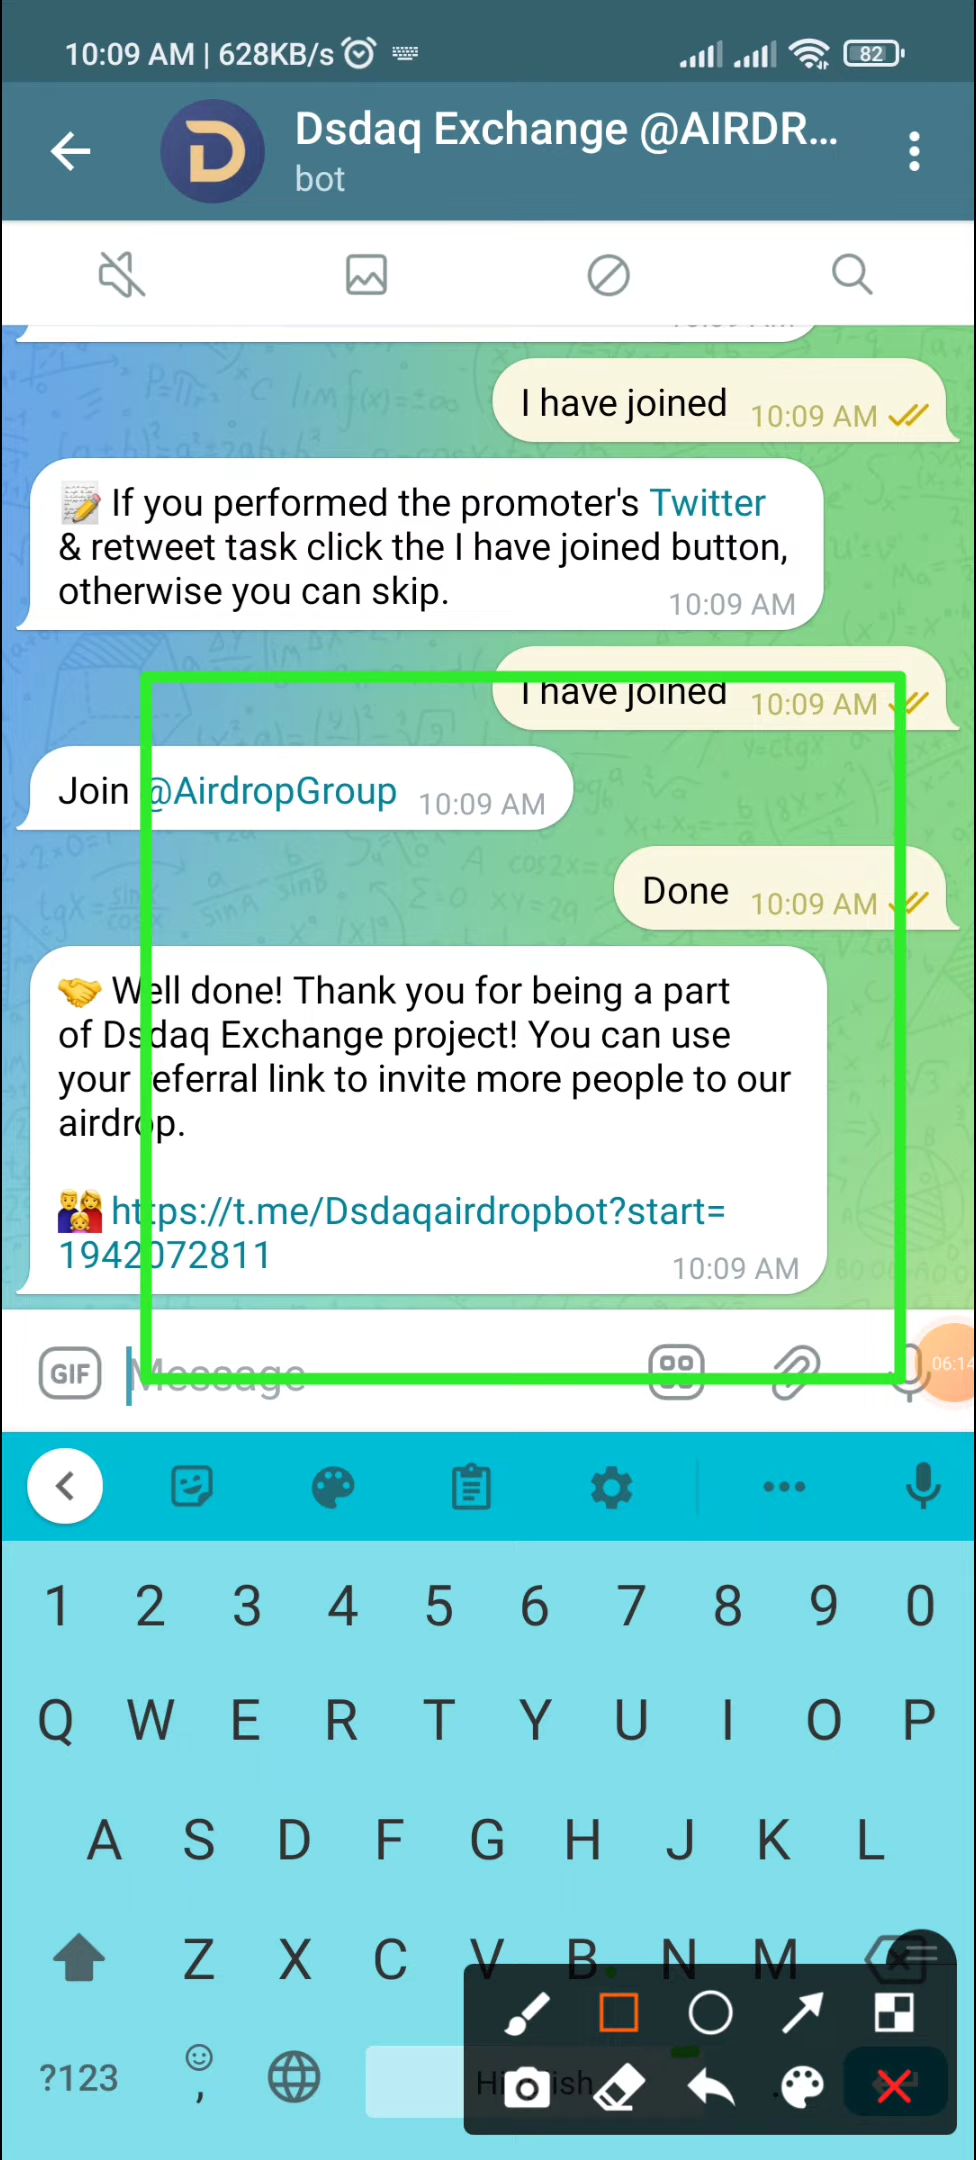 10:09 AM | 628KB/s
82
Dsdaq Exchange @AIRDR...
bot
I have joined 10:09 AM
If you performed the promoter's Twitter
& retweet task click the I have joined button,
otherwise you can skip.
10:09 AM
I have joined 10:09 AM
Join @AirdropGroup 10:09 AM
Done 10:09 AM
Well done! Thank you for being a part
of Dsdaq Exchange project! You can use
your referral link to invite more people to our
airdrop.
https://t.me/Dsdaqairdropbot?start=
1942072811
10:09 AM
GIF Message
06:14
1 2 3 4 5 6 7 8 9 0
Q W E R T Y U I O P
A S D F G H J K L
Z X C V B N M
?123 ,